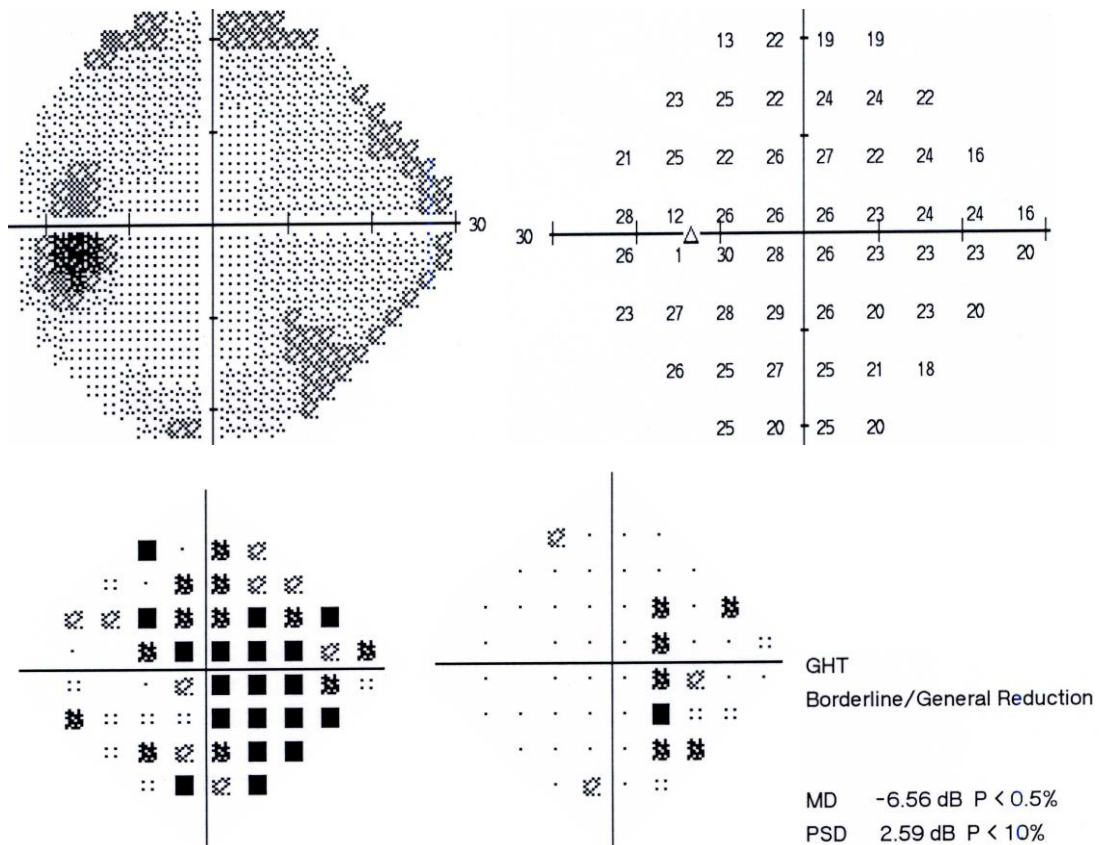 13 22 19 19
23 25 22 24 24 22
21 25 22 26 27 22 24 16
30
28 12 26 26 26 23 24 24 16
30
26 1 30 28 26 23 23 23 20
23 27 28 29 26 20 23 20
26 25 27 25 21 18
25 20 25 20
GHT
Borderline/General Reduction
MD -6.56 dB P < 0.5%
PSD 2.59 dB P < 10%